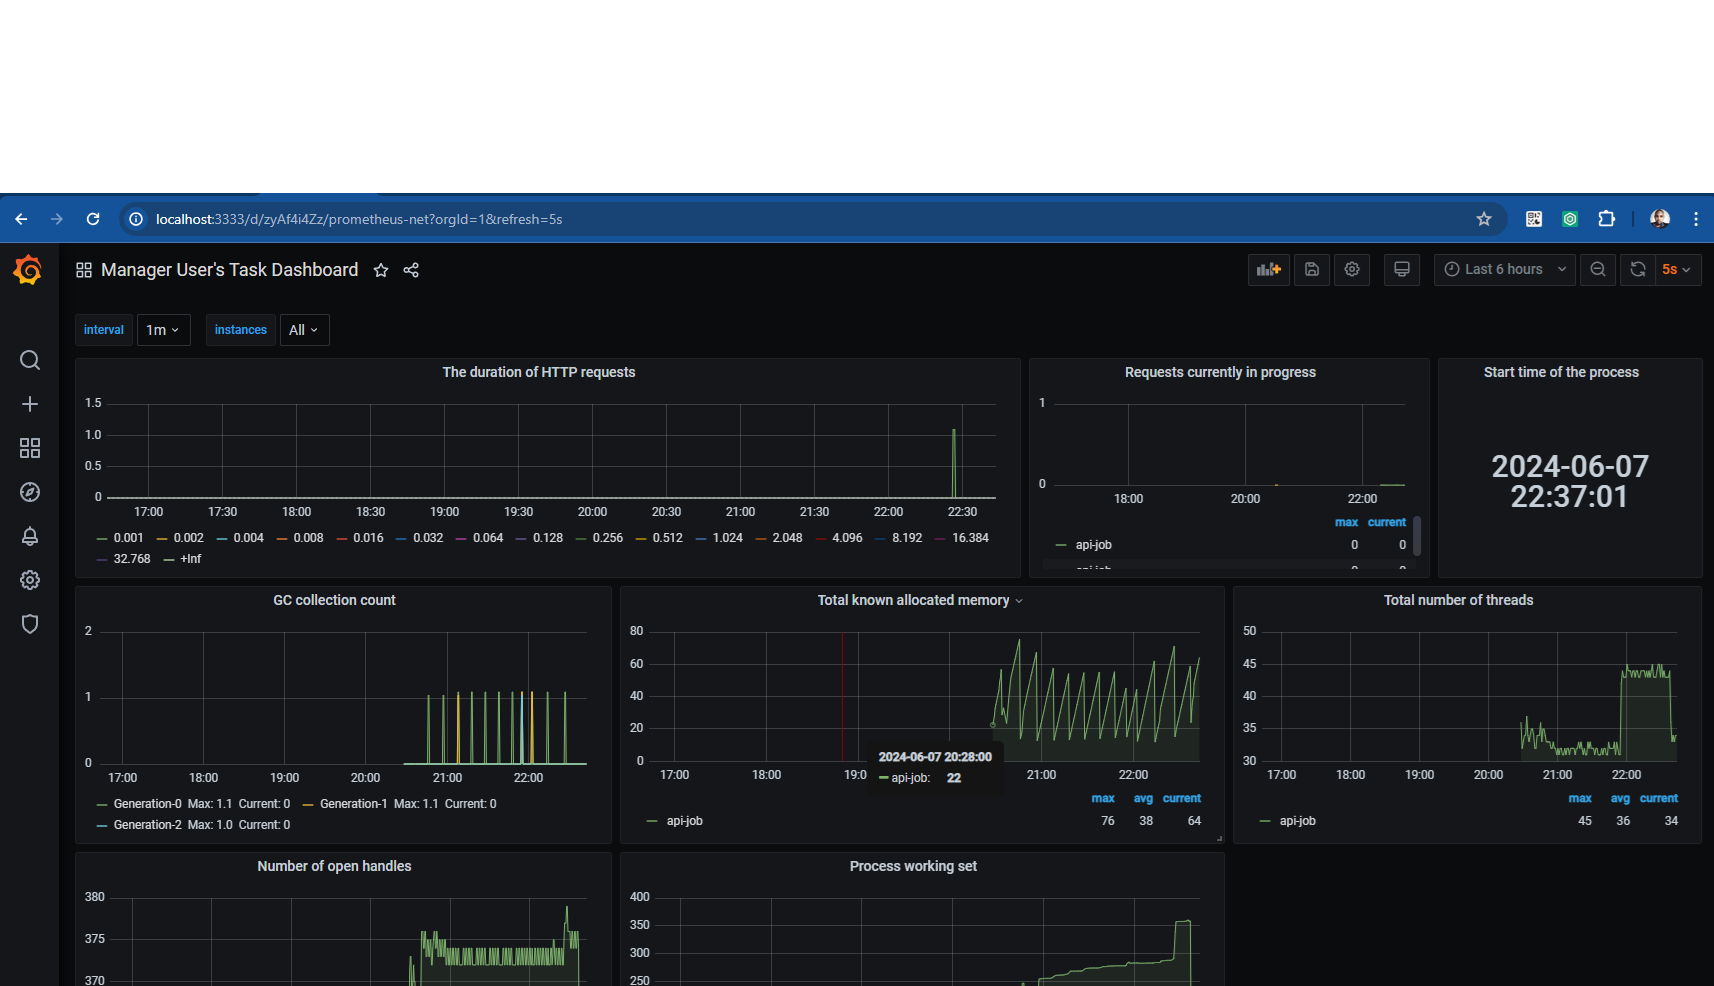 localhost:3333/d/zyAf4i4Zz/prometheus-net?orgId=1&refresh=5s
Manager User's Task Dashboard
Last 6 hours
5s
interval 1m instances All
The duration of HTTP requests
1.5
1.0
0.5
0
17:00 17:30 18:00 18:30 19:00 19:30 20:00 20:30 21:00 21:30 22:00 22:30
0.001 0.002 0.004 0.008 0.016 0.032 0.064 0.128 0.256 0.512 1.024 2.048 4.096 8.192 16.384
32.768 +Inf
Requests currently in progress
1
0
18:00 20:00 22:00
max current
api-job 0 0
Start time of the process
2024-06-07
22:37:01
GC collection count
2
1
0
17:00 18:00 19:00 20:00 21:00 22:00
Generation-0 Max: 1.1 Current: 0 Generation-1 Max: 1.1 Current: 0
Generation-2 Max: 1.0 Current: 0
Total known allocated memory
80
60
40
20
0
17:00 18:00 19:0 21:00 22:00
2024-06-07 20:28:00
api-job: 22
max avg current
api-job 76 38 64
Total number of threads
50
45
40
35
30
17:00 18:00 19:00 20:00 21:00 22:00
max avg current
api-job 45 36 34
Number of open handles
380
375
370
Process working set
400
350
300
250